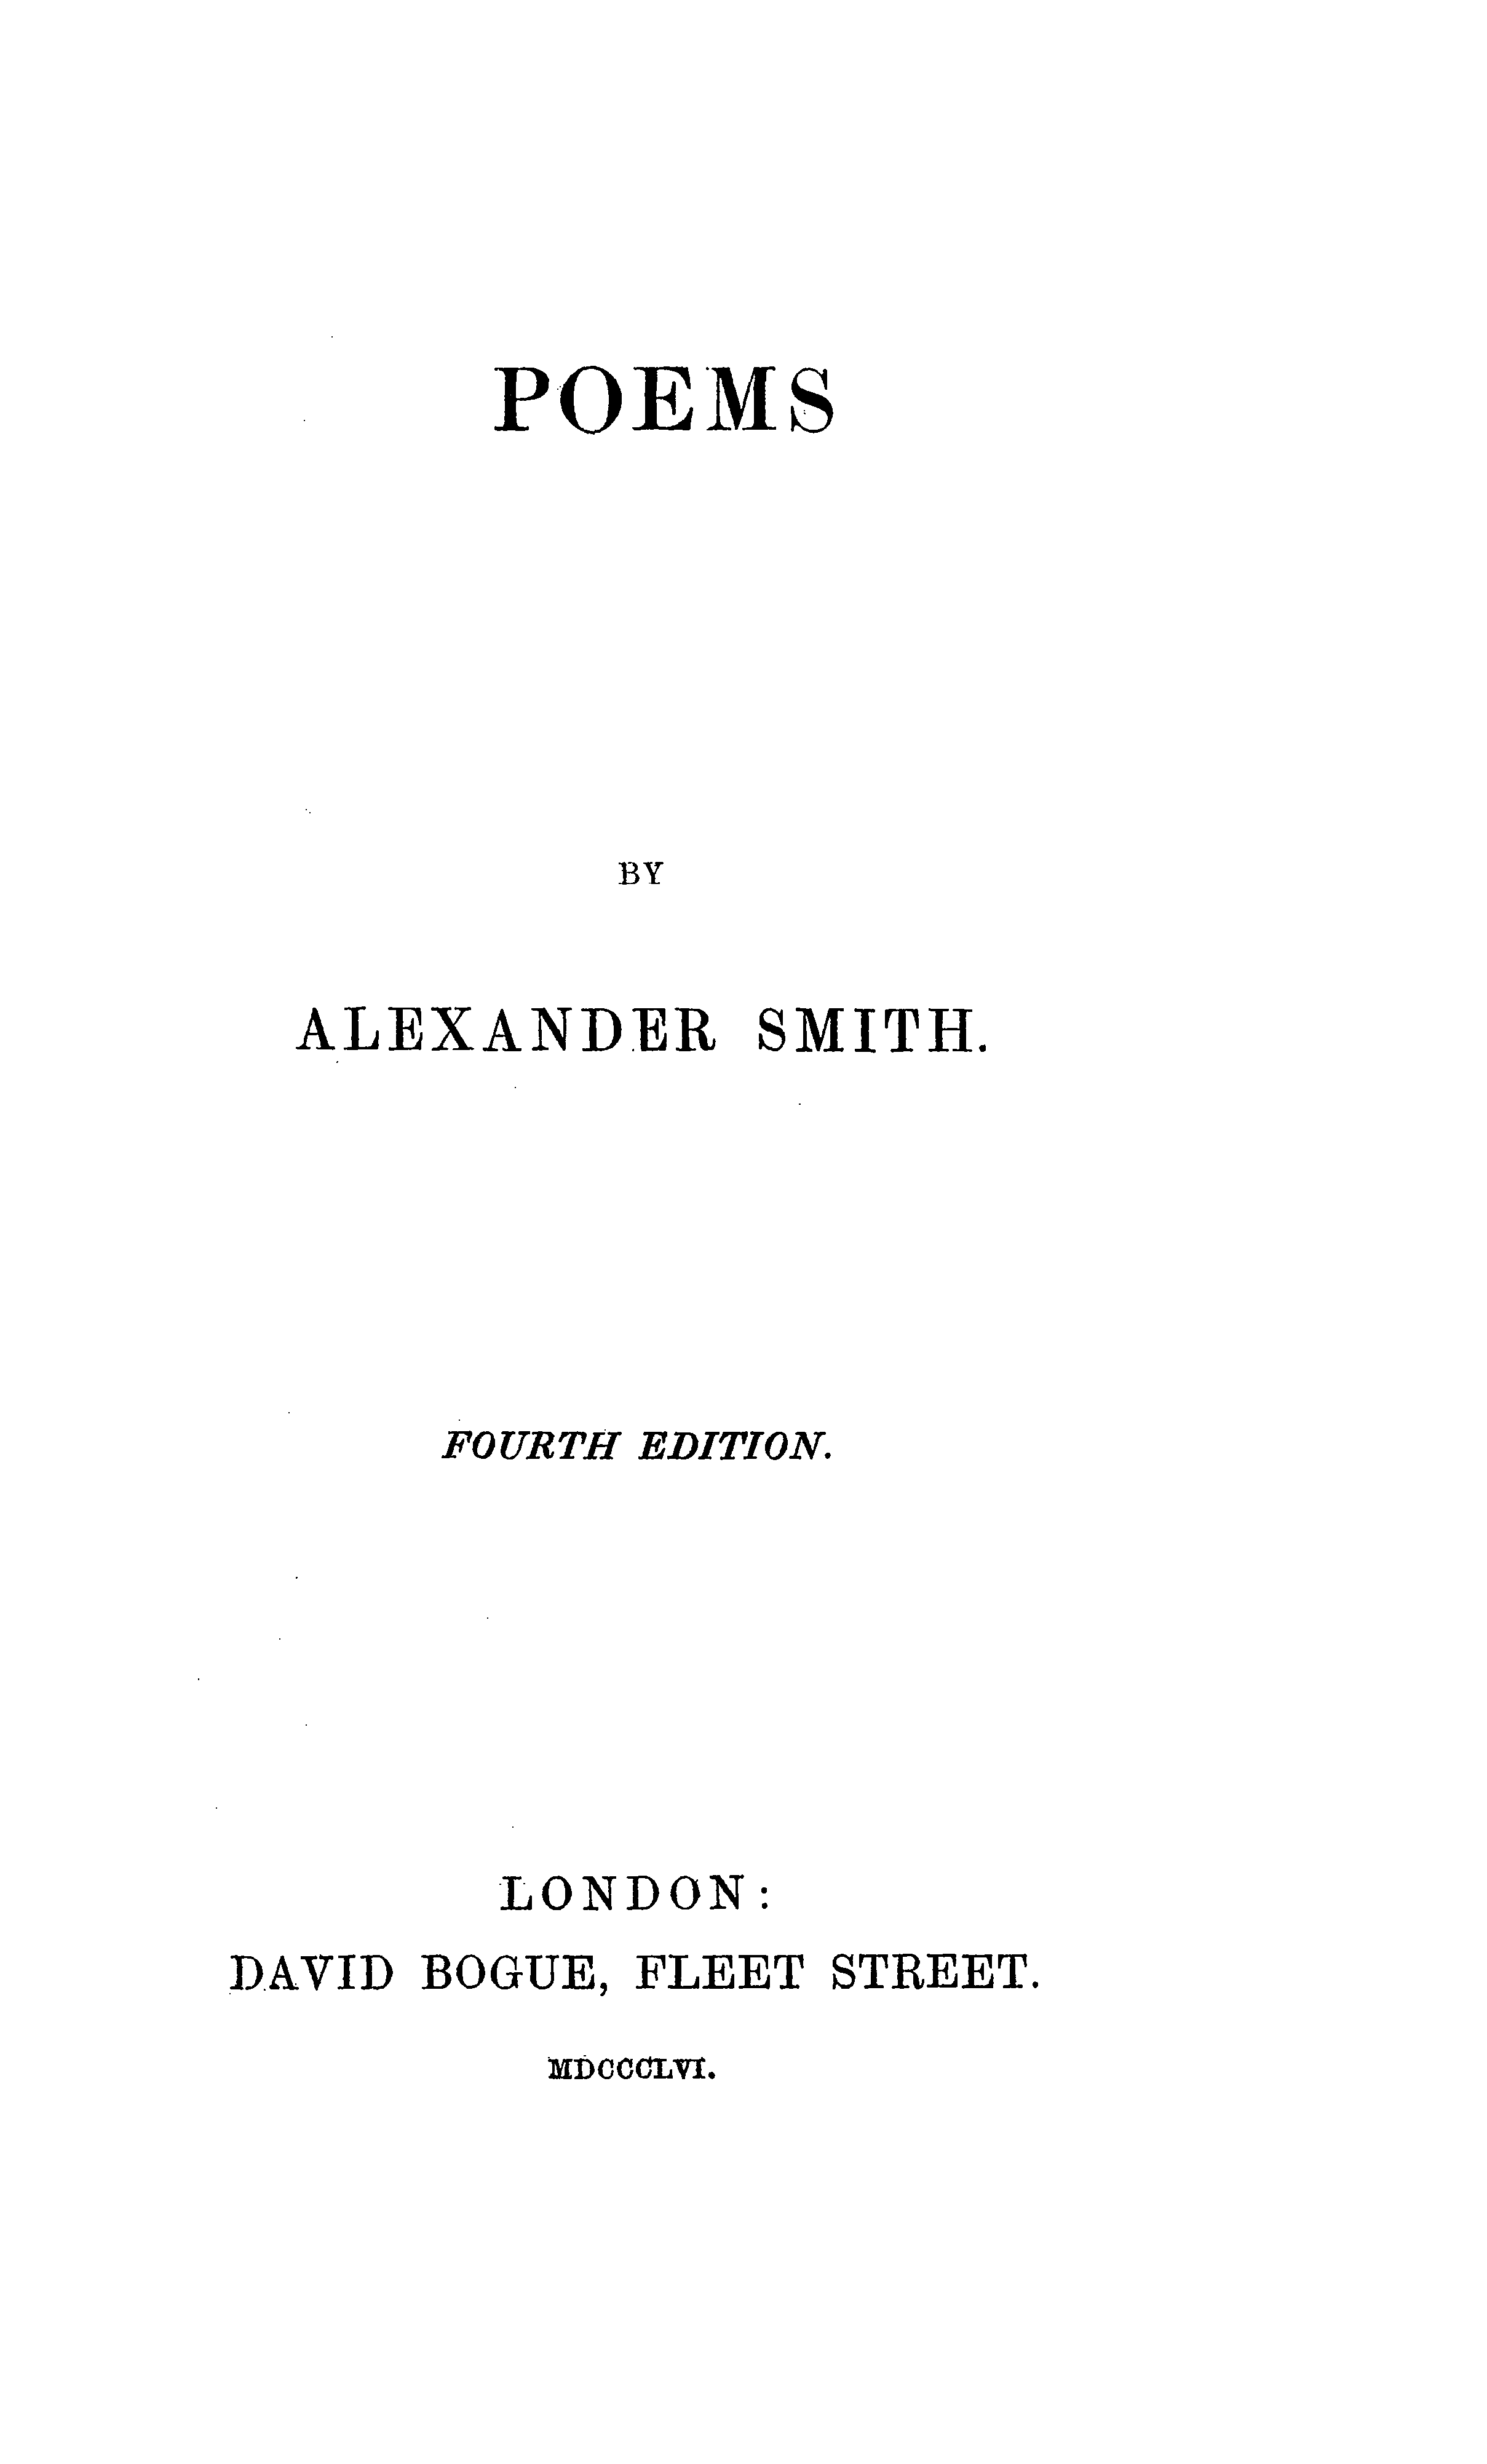 POEMS
BY
ALEXANDER SMITH.
FOURTH EDITION.
LONDON:
DAVID BOGUE, FLEET STREET.
MDCCCLVI.